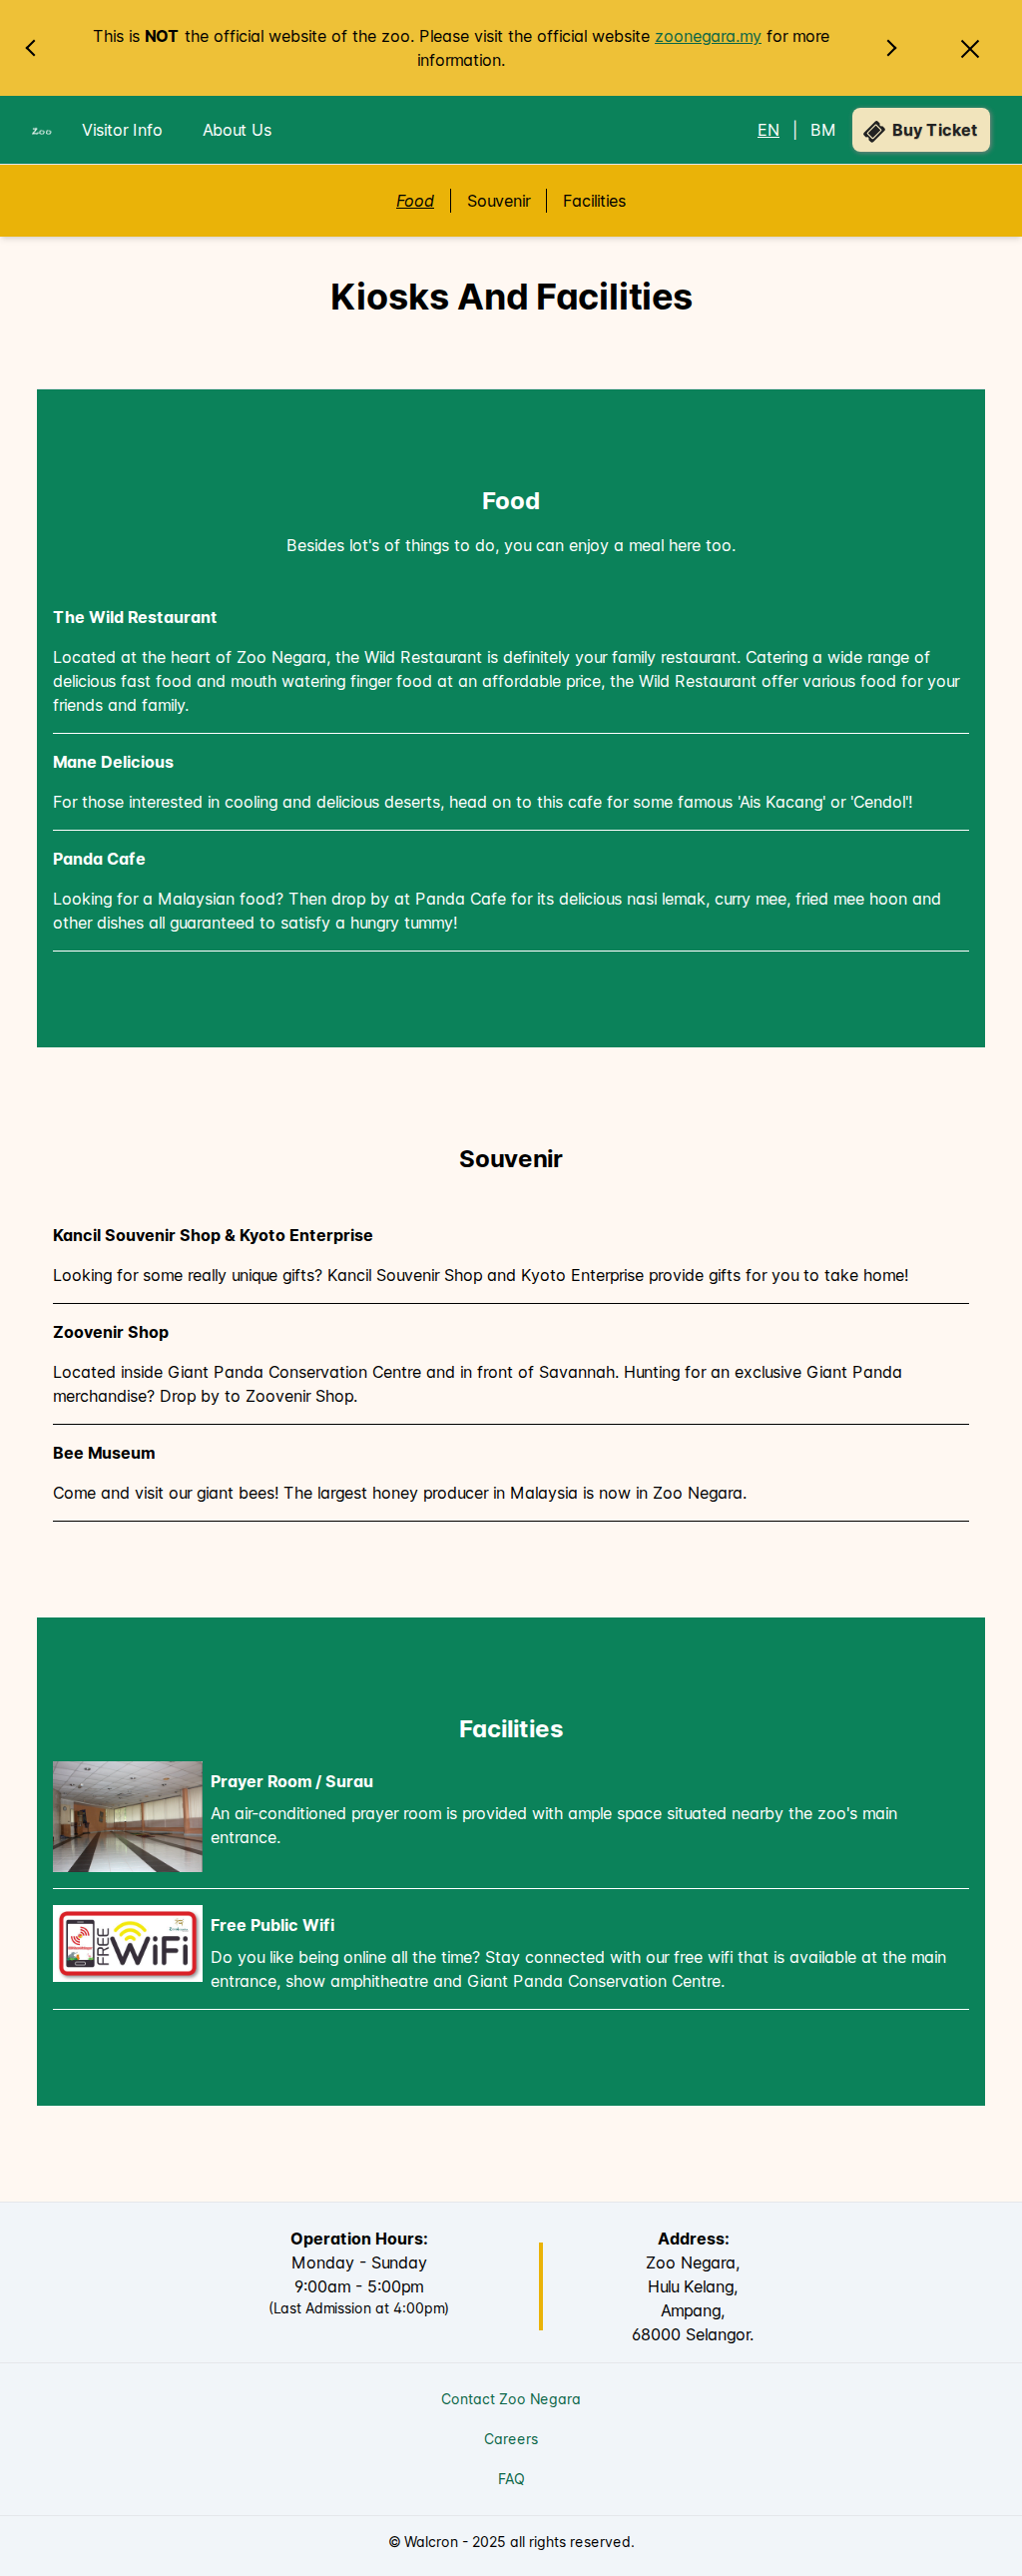 This is NOT the official website of the zoo. Please visit the official website zoonegara.my for more
information.
Zoo Visitor Info About Us EN | BM Buy Ticket
Food Souvenir Facilities
Kiosks And Facilities
Food
Besides lot's of things to do, you can enjoy a meal here too.
The Wild Restaurant
Located at the heart of Zoo Negara, the Wild Restaurant is definitely your family restaurant. Catering a wide range of
delicious fast food and mouth watering finger food at an affordable price, the Wild Restaurant offer various food for your
friends and family.
Mane Delicious
For those interested in cooling and delicious deserts, head on to this cafe for some famous 'Ais Kacang' or 'Cendol'!
Panda Cafe
Looking for a Malaysian food? Then drop by at Panda Cafe for its delicious nasi lemak, curry mee, fried mee hoon and
other dishes all guaranteed to satisfy a hungry tummy!
Souvenir
Kancil Souvenir Shop & Kyoto Enterprise
Looking for some really unique gifts? Kancil Souvenir Shop and Kyoto Enterprise provide gifts for you to take home!
Zoovenir Shop
Located inside Giant Panda Conservation Centre and in front of Savannah. Hunting for an exclusive Giant Panda
merchandise? Drop by to Zoovenir Shop.
Bee Museum
Come and visit our giant bees! The largest honey producer in Malaysia is now in Zoo Negara.
Facilities
Prayer Room / Surau
An air-conditioned prayer room is provided with ample space situated nearby the zoo's main
entrance.
FREE WiFi
Free Public Wifi
Do you like being online all the time? Stay connected with our free wifi that is available at the main
entrance, show amphitheatre and Giant Panda Conservation Centre.
Operation Hours:
Monday - Sunday
9:00am - 5:00pm
(Last Admission at 4:00pm)
Address:
Zoo Negara,
Hulu Kelang,
Ampang,
68000 Selangor.
Contact Zoo Negara
Careers
FAQ
© Walcron - 2025 all rights reserved.